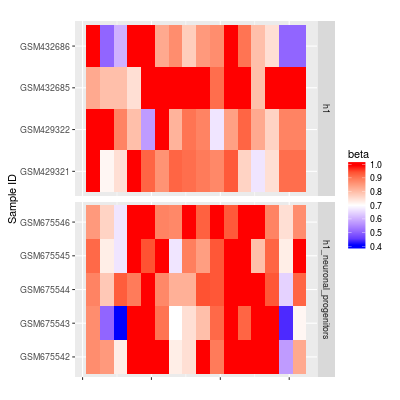 Sample ID
GSM432686
GSM432685
GSM429322
GSM429321
h1
GSM675546
GSM675545
GSM675544
GSM675543
GSM675542
h1_neuronal_progenitors
beta
1.0
0.9
0.8
0.7
0.6
0.5
0.4